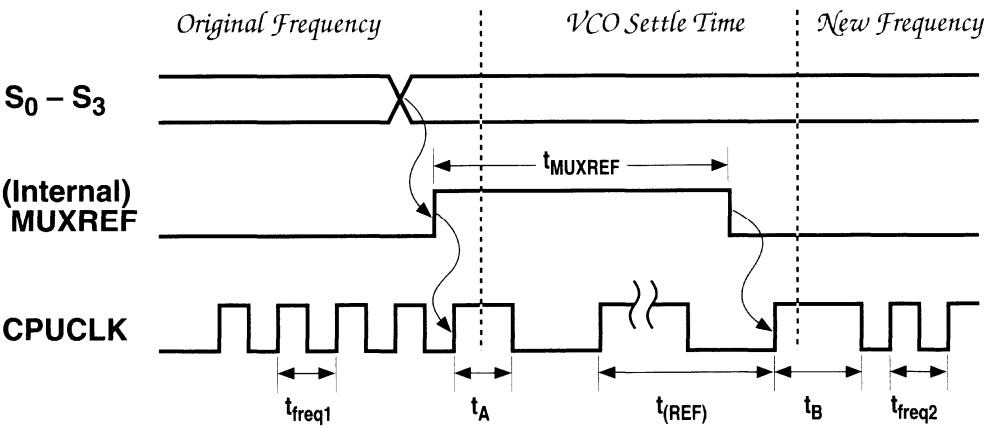 Original Frequency VCO Settle Time New Frequency
S0 – S3
tMUXREF
(Internal)
MUXREF
CPUCLK
tfreq1 tA t(REF) tB tfreq2